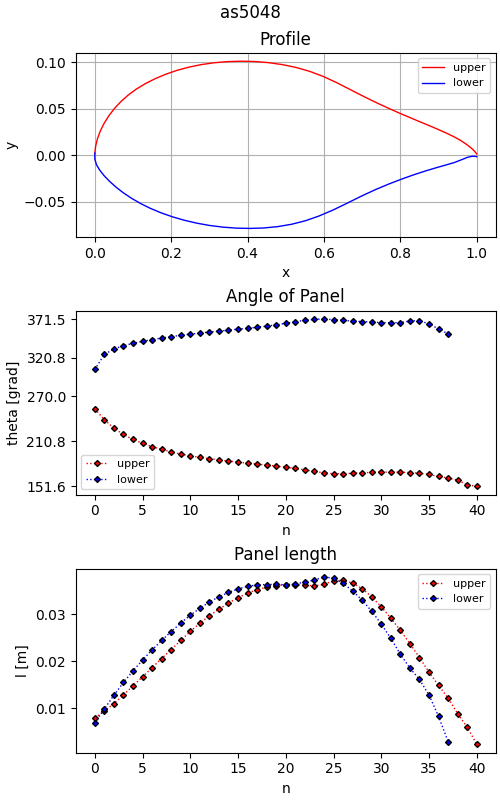 as5048
Profile
0.10
0.05
0.00
−0.05
y
upper
lower
0.0 0.2 0.4 0.6 0.8 1.0
x
Angle of Panel
371.5
320.8
270.0
210.8
151.6
theta [grad]
upper
lower
0 5 10 15 20 25 30 35 40
n
Panel length
0.03
0.02
0.01
l [m]
upper
lower
0 5 10 15 20 25 30 35 40
n